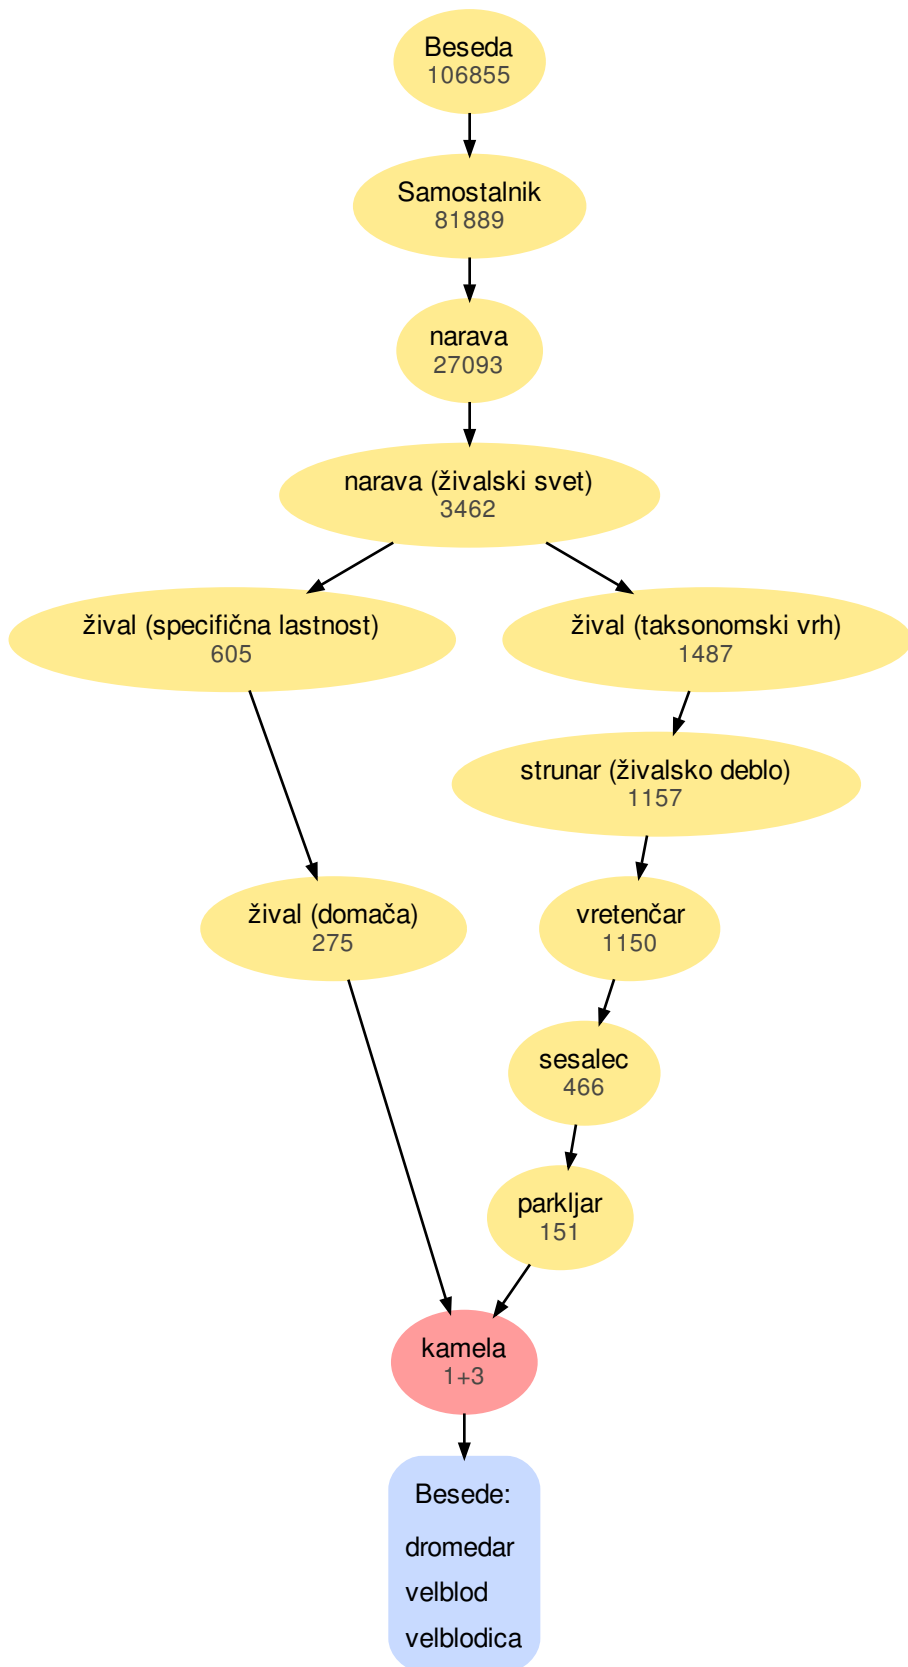 Beseda
106855
Samostalnik
81889
narava
27093
narava (živalski svet)
3462
žival (specifična lastnost)
605
žival (taksonomski vrh)
1487
strunar (živalsko deblo)
1157
žival (domača)
275
vretenčar
1150
sesalec
466
parkljar
151
kamela
1+3
Besede:
dromedar
velblod
velblodica